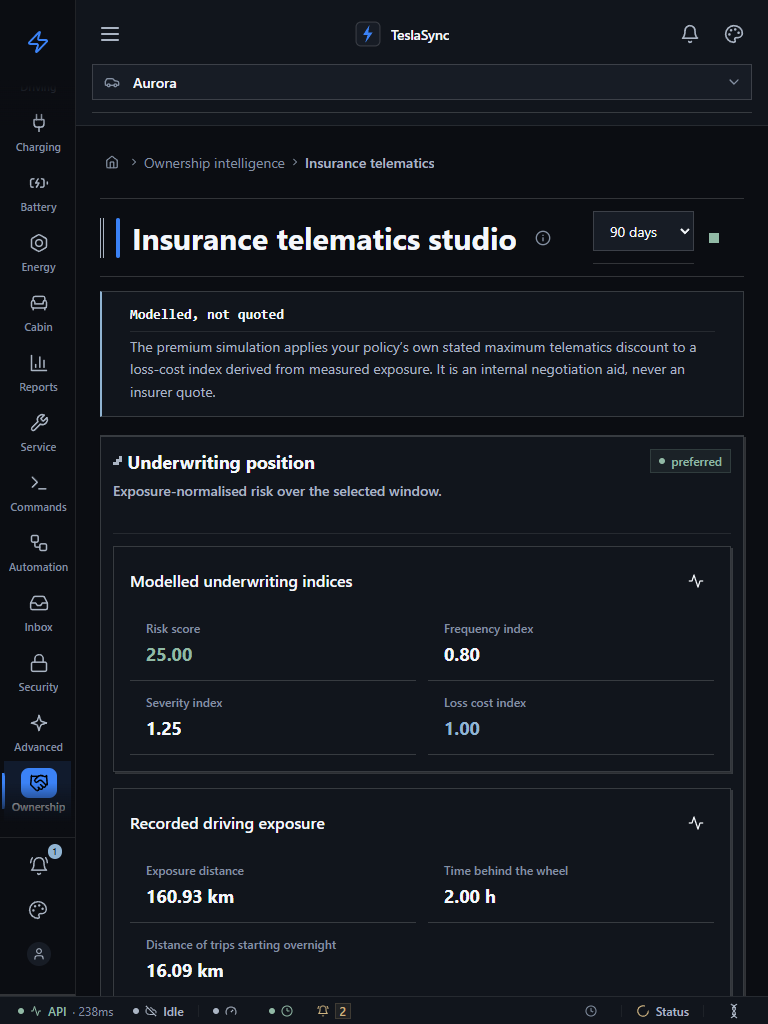 TeslaSync
Aurora
Charging
Battery
Energy
Cabin
Reports
Service
Commands
Automation
Inbox
Security
Advanced
Ownership
1
Ownership intelligence
Insurance telematics
Insurance telematics studio
90 days
Modelled, not quoted
The premium simulation applies your policy’s own stated maximum telematics discount to a
loss-cost index derived from measured exposure. It is an internal negotiation aid, never an
insurer quote.
Underwriting position
preferred
Exposure-normalised risk over the selected window.
Modelled underwriting indices
Risk score
25.00
Frequency index
0.80
Severity index
1.25
Loss cost index
1.00
Recorded driving exposure
Exposure distance
160.93 km
Time behind the wheel
2.00 h
Distance of trips starting overnight
16.09 km
API · 238ms
Idle
2
Status